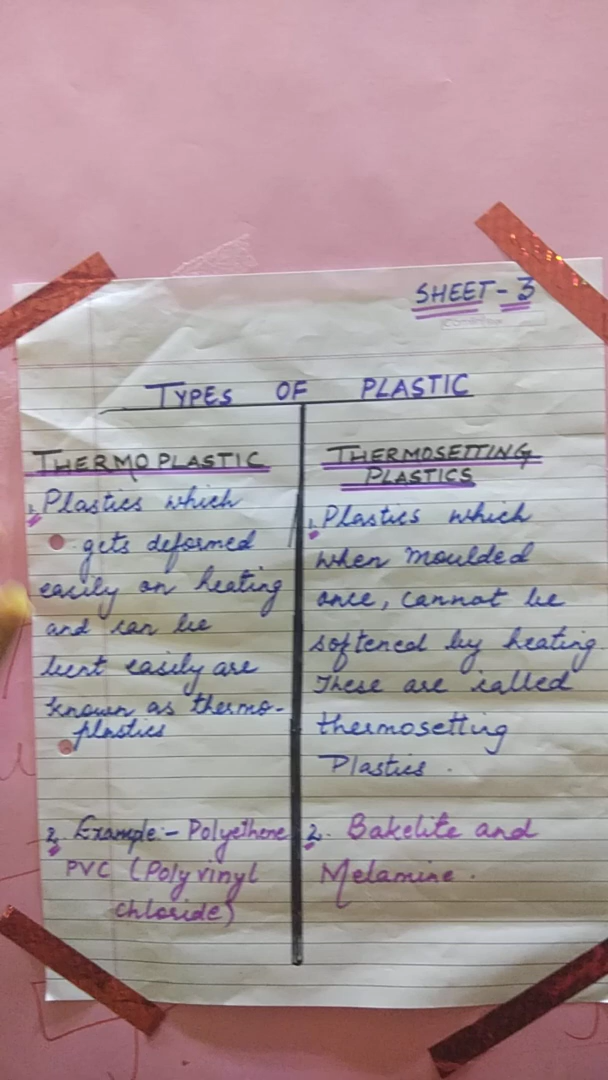 SHEET-3
TYPES OF PLASTIC
THERMOPLASTIC
1. Plastics which
gets deformed
easily on heating
and can be
bent easily are
known as thermo-
plastics
2. Example:- Polyethene
PVC (Polyvinyl
chloride)
THERMOSETTING
PLASTICS
1. Plastics which
when moulded
once, cannot be
softened by heating.
These are called
thermosetting
Plastics.
2. Bakelite and
Melamine.